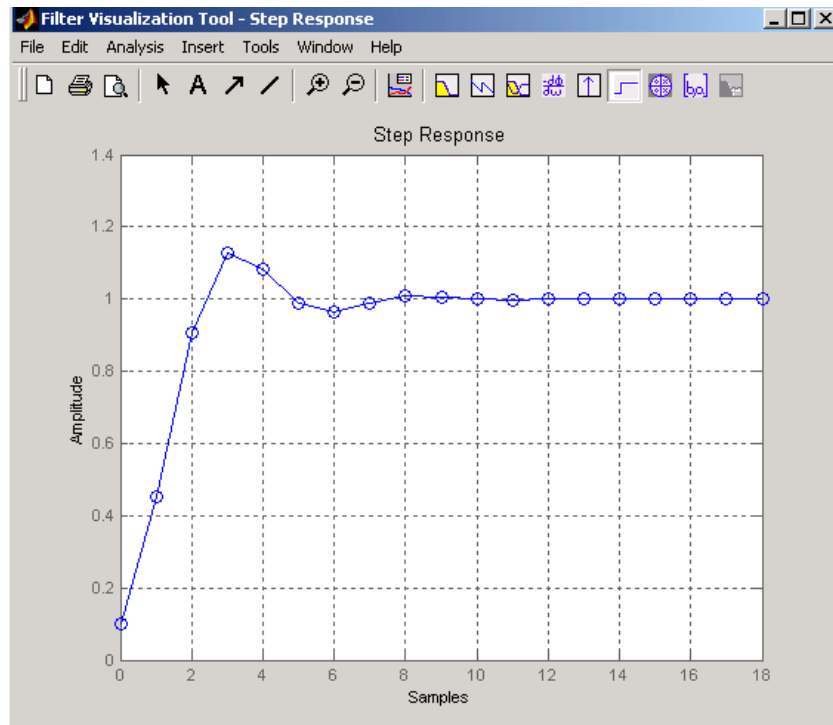 Filter Visualization Tool - Step Response
File Edit Analysis Insert Tools Window Help
A
[b,a]
Step Response
1.4
1.2
1
0.8
0.6
0.4
0.2
0
Amplitude
0 2 4 6 8 10 12 14 16 18
Samples